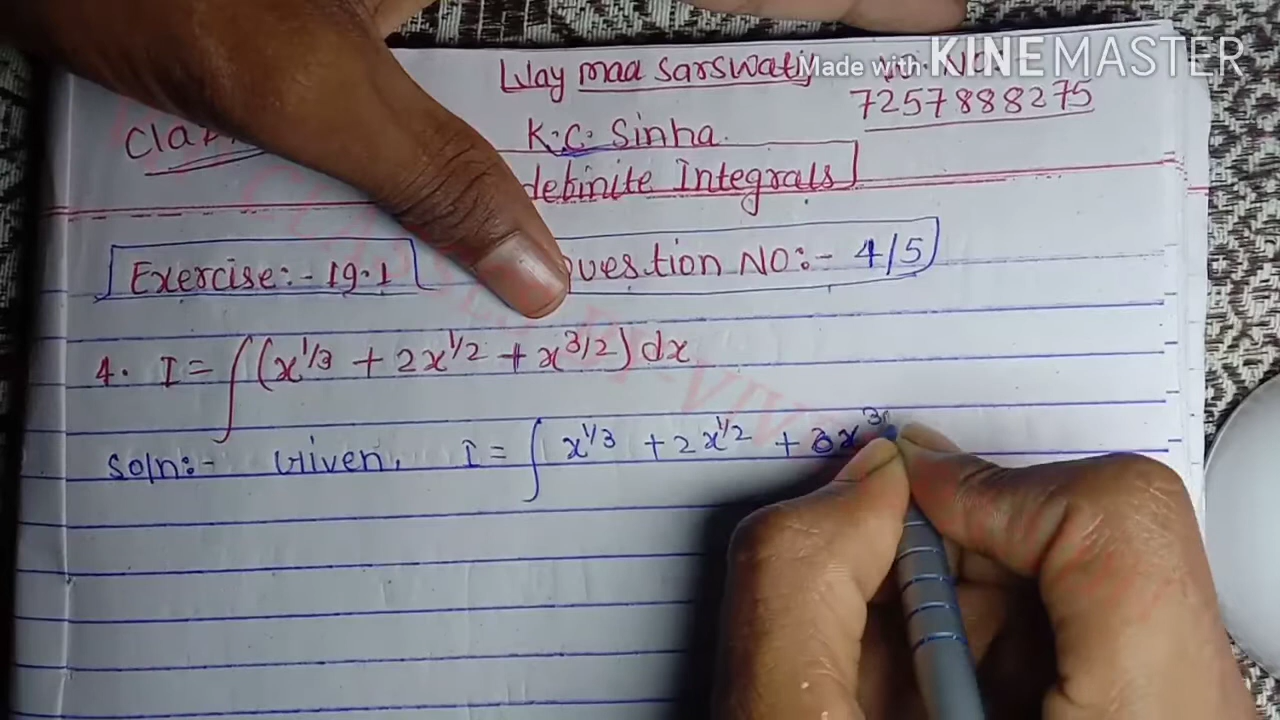 Made with KINEMASTER
Jay maa Sarswati
7257888275
K.C. Sinha.
definite Integrals
Exercise:- 19.1
Question NO:- 4/5
4. I = ∫(x^1/3 + 2x^1/2 + x^3/2) dx
Soln:- Given, I = ∫ x^1/3 + 2x^1/2 + 3x^3/